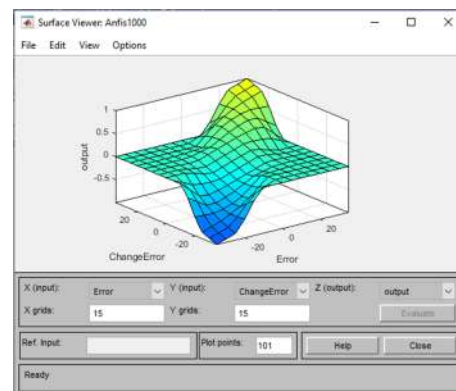 Surface Viewer: Anfis1000
File Edit View Options
1
0.5
0
-0.5
output
20
0
-20
ChangeError
-20
0
20
Error
X (input): Error Y (input): ChangeError Z (output): output
X grids: 15 Y grids: 15 Evaluate
Ref. Input: Plot points: 101 Help Close
Ready